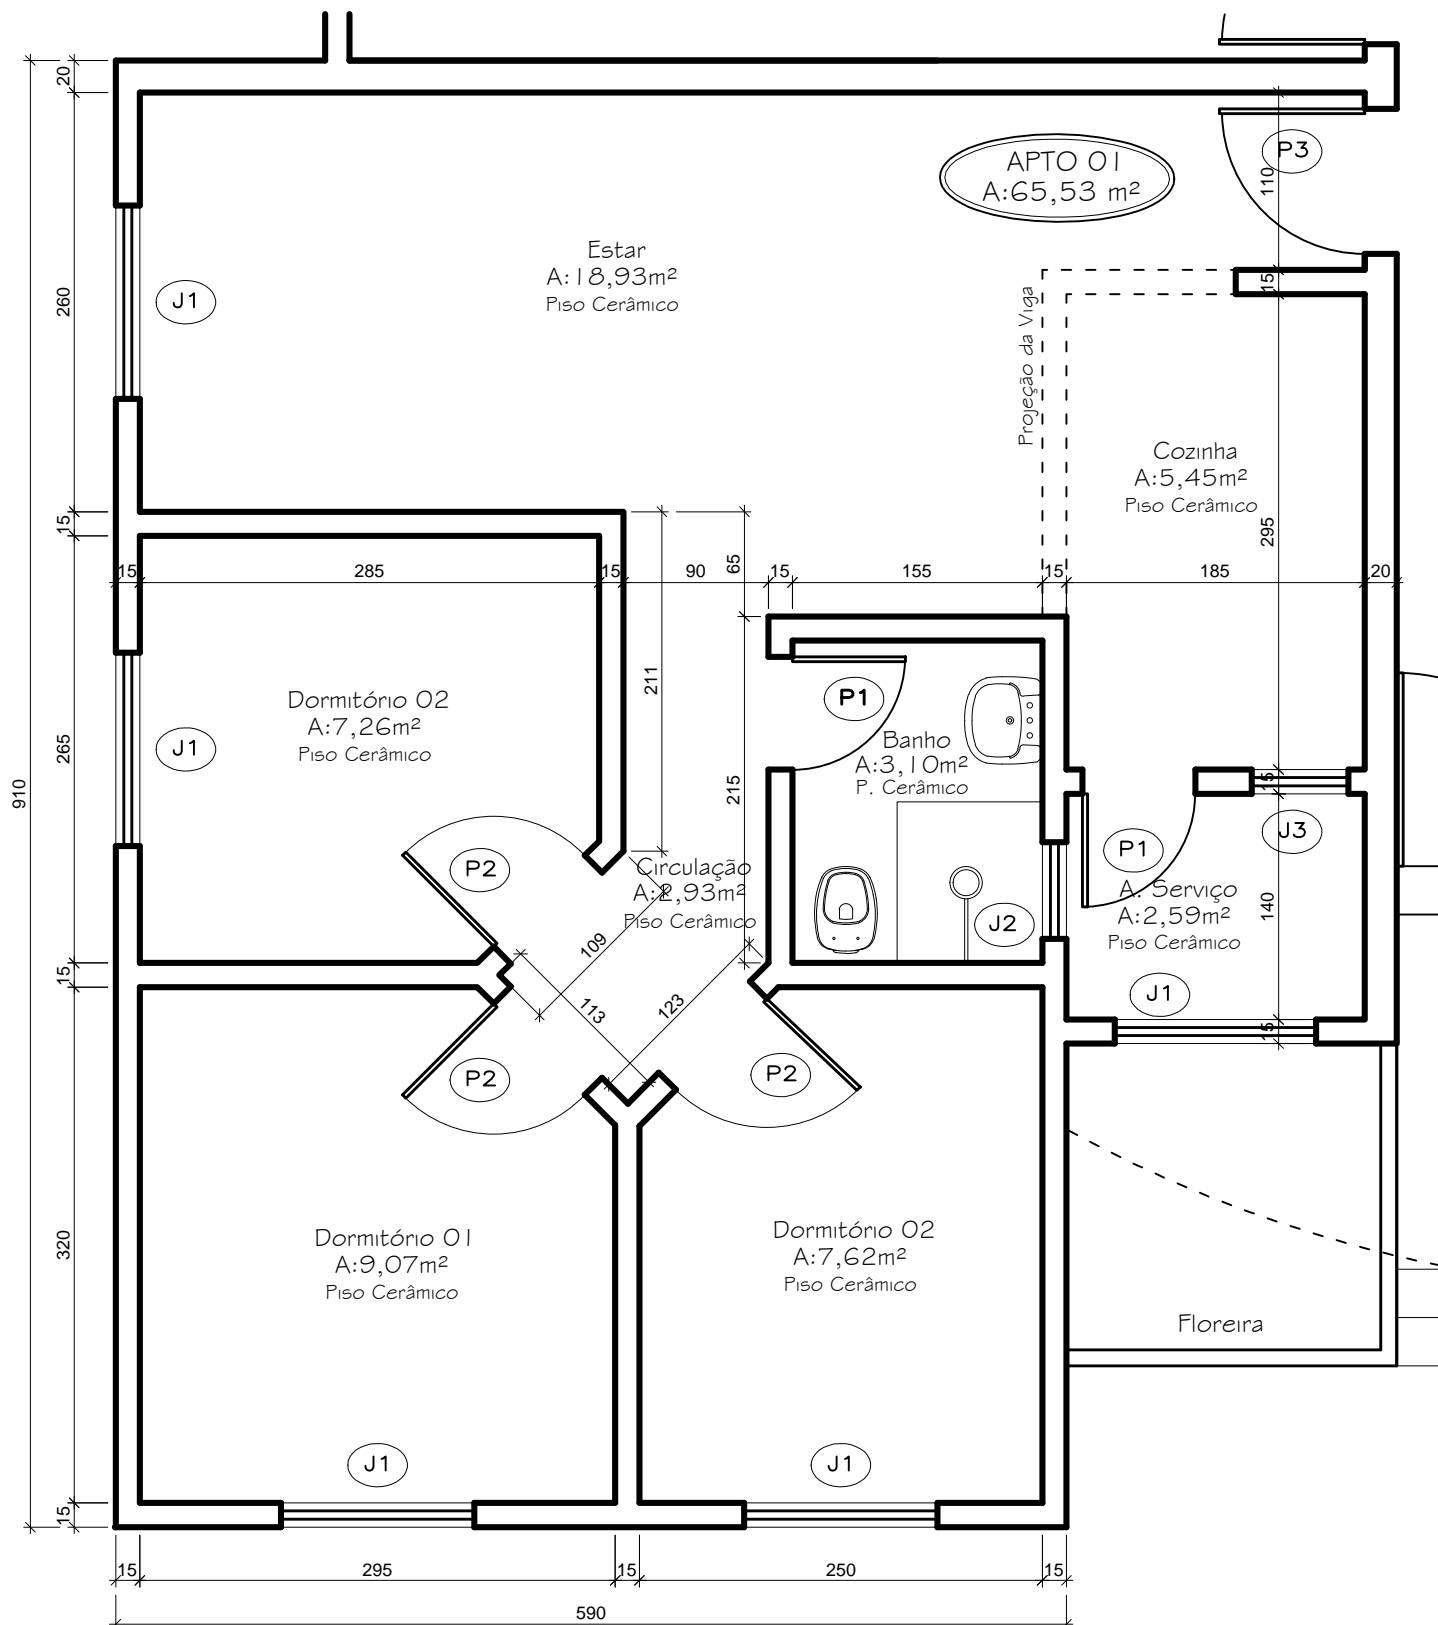 20
P3
APTO 01
A:65,53 m²
110
Estar
A:18,93m²
Piso Cerâmico
J1
260
15
Projeção da Viga
Cozinha
A:5,45m²
Piso Cerâmico
295
15
15
285
15
90
65
15
155
15
185
20
211
Dormitório 02
A:7,26m²
Piso Cerâmico
J1
265
910
P1
Banho
A:3,10m²
P. Cerâmico
215
15
J3
P1
A. Serviço
A:2,59m²
Piso Cerâmico
140
P2
Circulação
A:2,93m²
Piso Cerâmico
J2
109
15
113
123
J1
15
P2
P2
320
Dormitório 01
A:9,07m²
Piso Cerâmico
Dormitório 02
A:7,62m²
Piso Cerâmico
Floreira
J1
J1
15
15
295
15
250
15
590